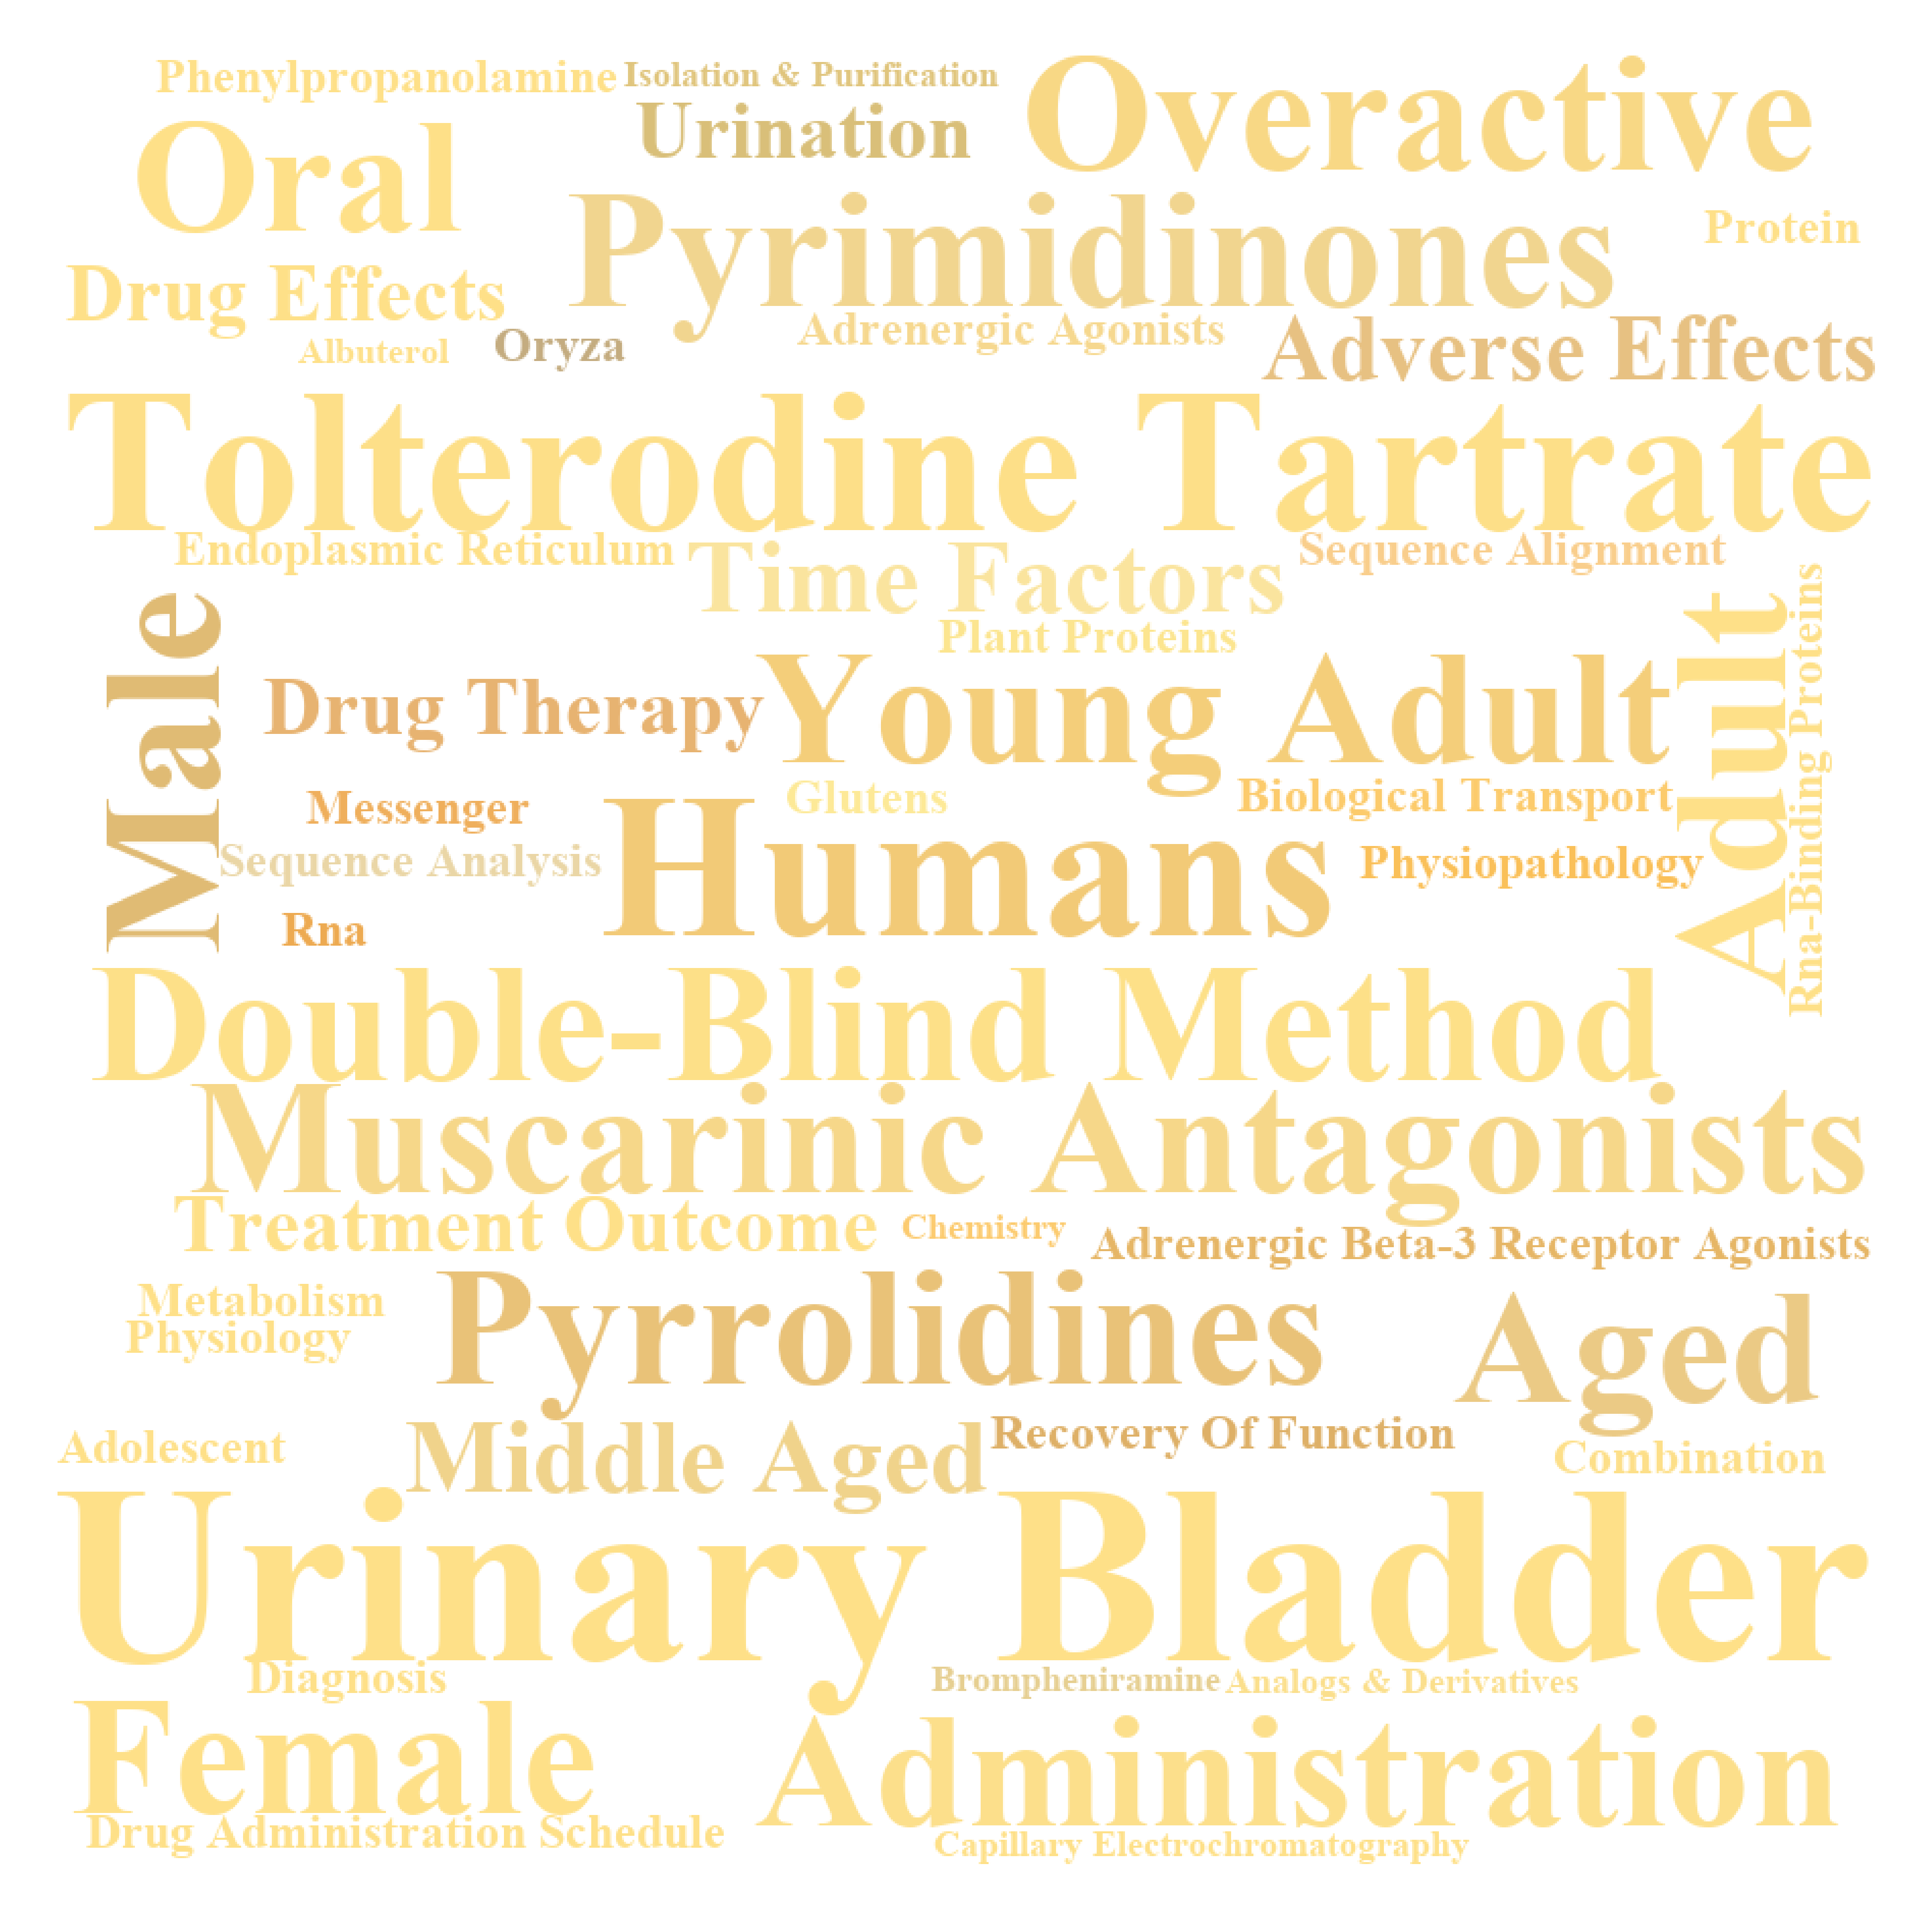 Phenylpropanolamine
Isolation & Purification
Overactive
Urination
Oral
Pyrimidinones
Protein
Drug Effects
Adrenergic Agonists
Adverse Effects
Albuterol
Oryza
Tolterodine Tartrate
Endoplasmic Reticulum
Time Factors
Sequence Alignment
Plant Proteins
Male
Adult
Rna-Binding Proteins
Drug Therapy
Young Adult
Messenger
Glutens
Biological Transport
Sequence Analysis
Humans
Physiopathology
Rna
Double-Blind Method
Muscarinic Antagonists
Treatment Outcome
Chemistry
Adrenergic Beta-3 Receptor Agonists
Metabolism
Physiology
Pyrrolidines
Aged
Adolescent
Middle Aged
Recovery Of Function
Combination
Urinary Bladder
Diagnosis
Brompheniramine
Analogs & Derivatives
Female
Administration
Drug Administration Schedule
Capillary Electrochromatography